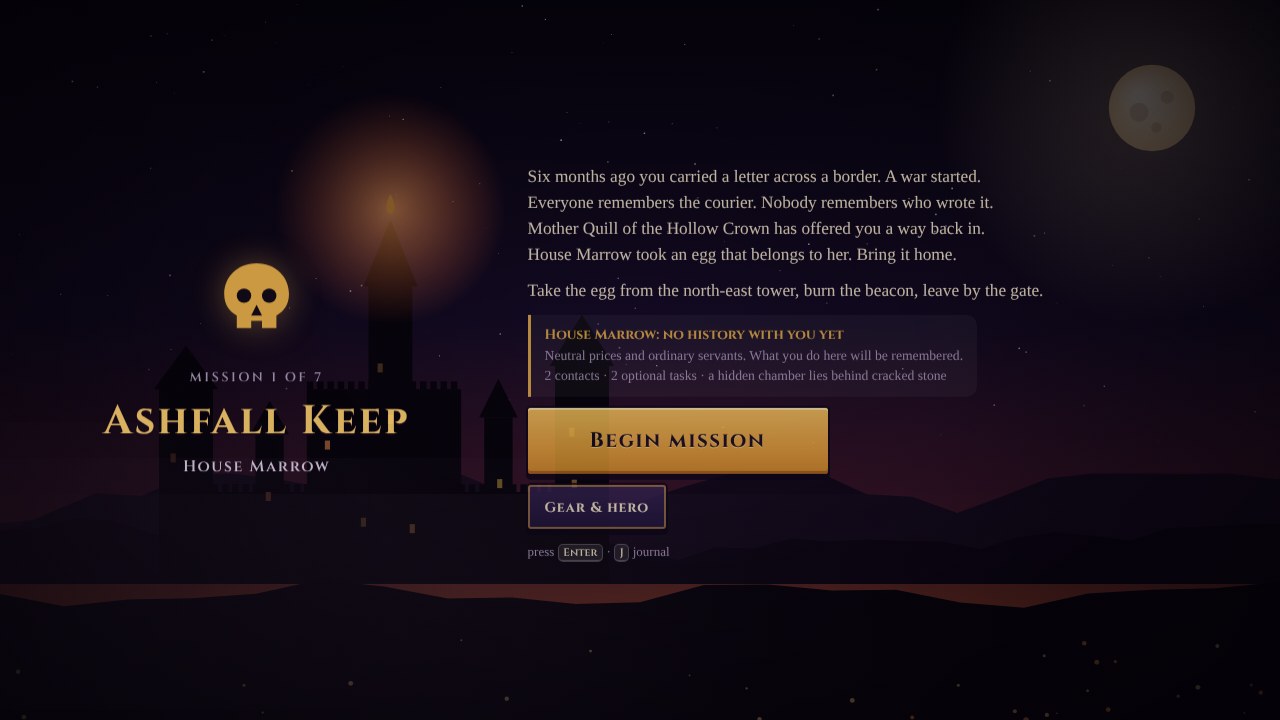 Six months ago you carried a letter across a border. A war started.
Everyone remembers the courier. Nobody remembers who wrote it.
Mother Quill of the Hollow Crown has offered you a way back in.
House Marrow took an egg that belongs to her. Bring it home.
Take the egg from the north-east tower, burn the beacon, leave by the gate.
MISSION 1 OF 7
Ashfall Keep
House Marrow
House Marrow: no history with you yet
Neutral prices and ordinary servants. What you do here will be remembered.
2 contacts · 2 optional tasks · a hidden chamber lies behind cracked stone
Begin mission
Gear & hero
press Enter · J journal